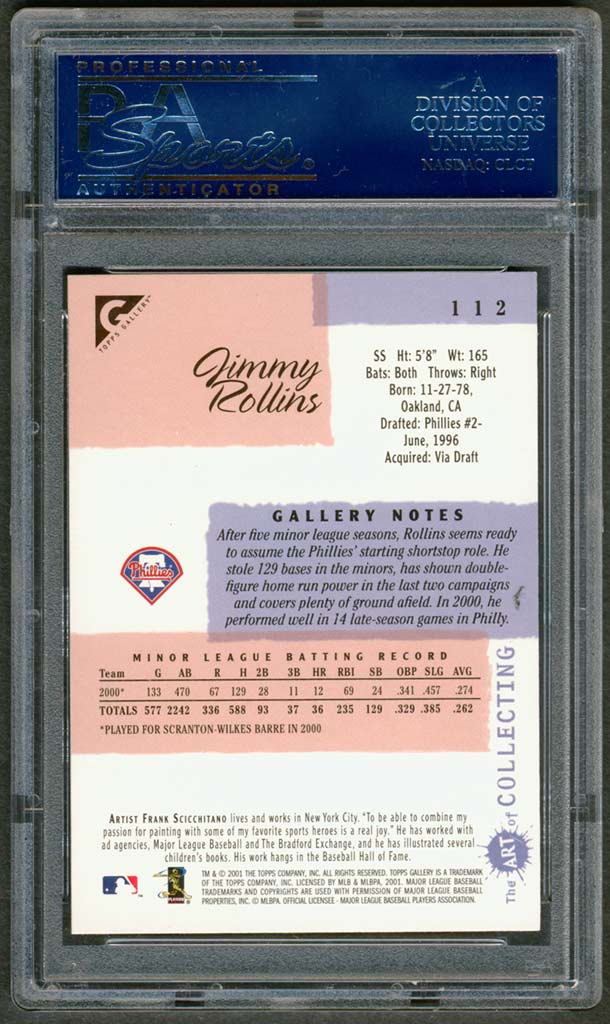 PROFESSIONAL
PSA
Sports®
AUTHENTICATOR
A
DIVISION OF
COLLECTORS
UNIVERSE
NASDAQ: CLCT
112
G
TOPPS GALLERY™
Jimmy
Rollins
SS Ht: 5'8" Wt: 165
Bats: Both Throws: Right
Born: 11-27-78,
Oakland, CA
Drafted: Phillies #2-
June, 1996
Acquired: Via Draft
GALLERY NOTES
After five minor league seasons, Rollins seems ready
to assume the Phillies' starting shortstop role. He
stole 129 bases in the minors, has shown double-
figure home run power in the last two campaigns
and covers plenty of ground afield. In 2000, he
performed well in 14 late-season games in Philly.
Phillies
MINOR LEAGUE BATTING RECORD
Team G AB R H 2B 3B HR RBI SB OBP SLG AVG
2000* 133 470 67 129 28 11 12 69 24 .341 .457 .274
TOTALS 577 2242 336 588 93 37 36 235 129 .329 .385 .262
*PLAYED FOR SCRANTON-WILKES BARRE IN 2000
The ART of COLLECTING
ARTIST FRANK SCICCHITANO lives and works in New York City. "To be able to combine my
passion for painting with some of my favorite sports heroes is a real joy." He has worked with
ad agencies, Major League Baseball and The Bradford Exchange, and he has illustrated several
children's books. His work hangs in the Baseball Hall of Fame.
PLAYERS
TM & © 2001 THE TOPPS COMPANY, INC. ALL RIGHTS RESERVED. TOPPS GALLERY IS A TRADEMARK
OF THE TOPPS COMPANY, INC. LICENSED BY MLB & MLBPA, 2001. MAJOR LEAGUE BASEBALL
TRADEMARKS AND COPYRIGHTS ARE USED WITH PERMISSION OF MAJOR LEAGUE BASEBALL
PROPERTIES, INC. © MLBPA. OFFICIAL LICENSEE - MAJOR LEAGUE BASEBALL PLAYERS ASSOCIATION.